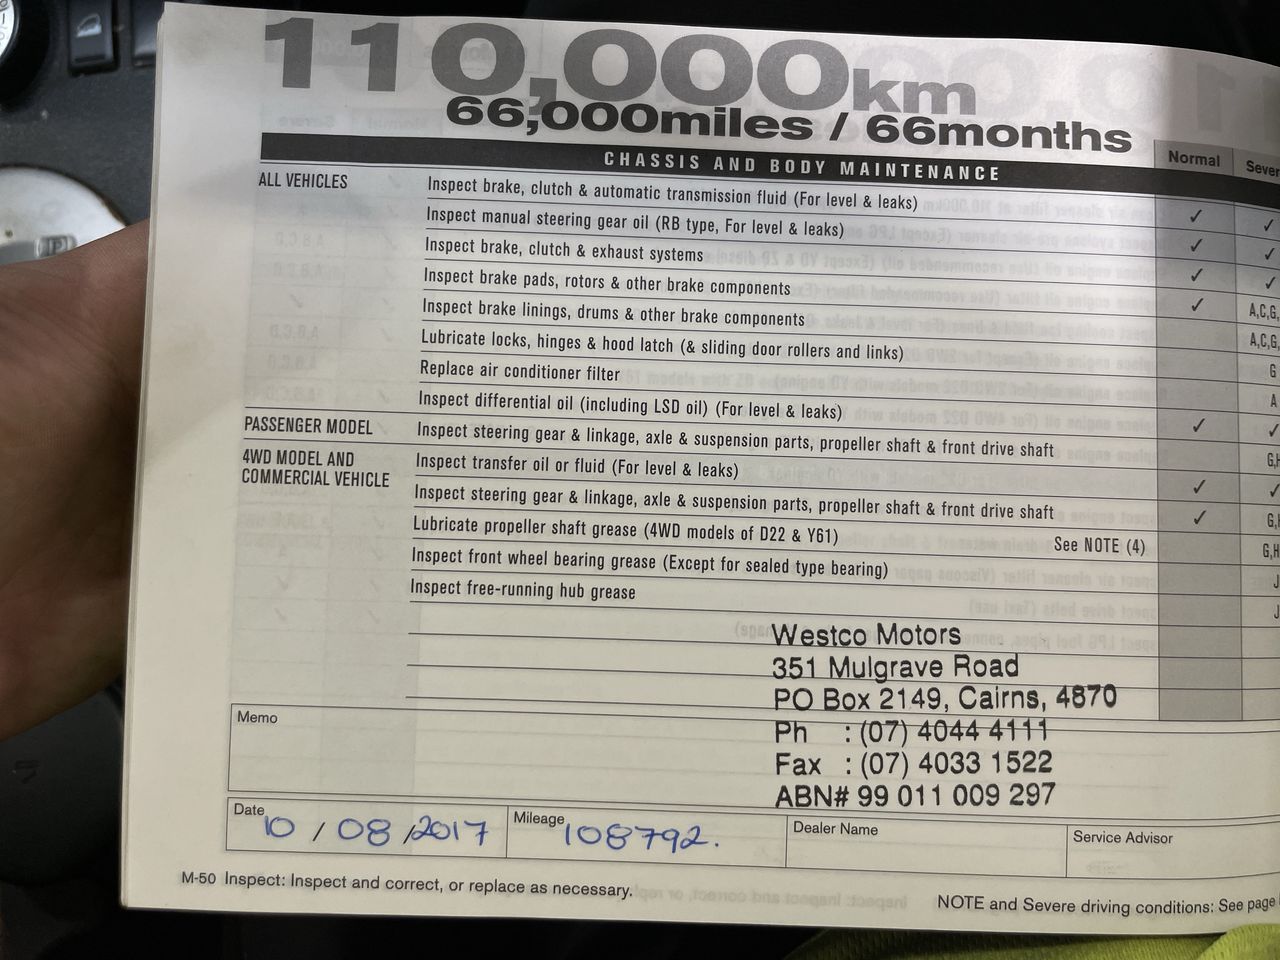 110,000km
66,000miles / 66months
Normal
CHASSIS AND BODY MAINTENANCE
ALL VEHICLES
Inspect brake, clutch & automatic transmission fluid (For level & leaks) ✓ ✓
Inspect manual steering gear oil (RB type, For level & leaks) ✓ ✓
Inspect brake, clutch & exhaust systems ✓ ✓
Inspect brake pads, rotors & other brake components ✓ A,C,G,
Inspect brake linings, drums & other brake components A,C,G,
Lubricate locks, hinges & hood latch (& sliding door rollers and links) G
Replace air conditioner filter A
Inspect differential oil (including LSD oil) (For level & leaks) ✓ ✓
PASSENGER MODEL Inspect steering gear & linkage, axle & suspension parts, propeller shaft & front drive shaft G,H
4WD MODEL AND
COMMERCIAL VEHICLE
Inspect transfer oil or fluid (For level & leaks) ✓ ✓
Inspect steering gear & linkage, axle & suspension parts, propeller shaft & front drive shaft ✓ G,H
Lubricate propeller shaft grease (4WD models of D22 & Y61) See NOTE (4) G,H
Inspect front wheel bearing grease (Except for sealed type bearing) J
Inspect free-running hub grease J
Westco Motors
351 Mulgrave Road
PO Box 2149, Cairns, 4870
Ph : (07) 4044 4111
Fax : (07) 4033 1522
ABN# 99 011 009 297
Memo
Date 10 / 08 / 2017
Mileage 108792.
Dealer Name
Service Advisor
M-50 Inspect: Inspect and correct, or replace as necessary.
NOTE and Severe driving conditions: See page